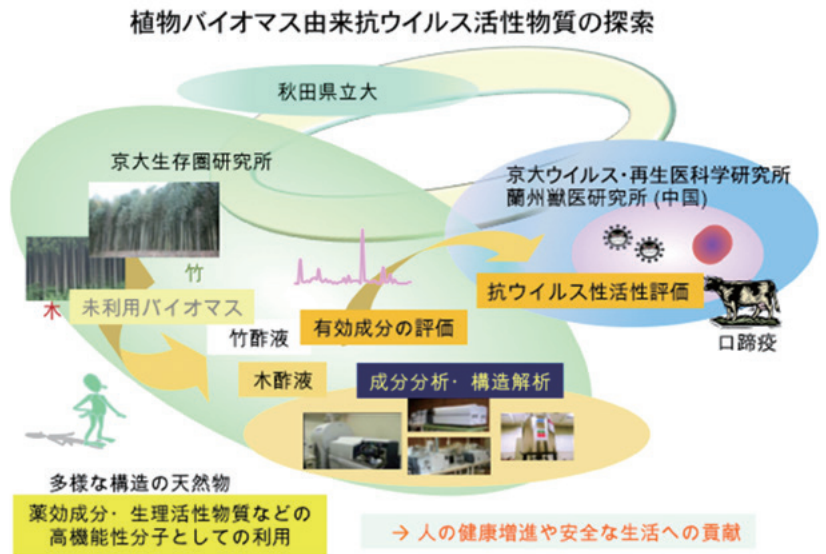 植物バイオマス由来抗ウイルス活性物質の探索
秋田県立大
京大生存圏研究所
京大ウイルス・再生医科学研究所
蘭州獣医研究所 (中国)
竹
木
未利用バイオマス
抗ウイルス性活性評価
有効成分の評価
竹酢液
口蹄疫
木酢液
成分分析・構造解析
多様な構造の天然物
薬効成分・生理活性物質などの
高機能性分子としての利用
→ 人の健康増進や安全な生活への貢献